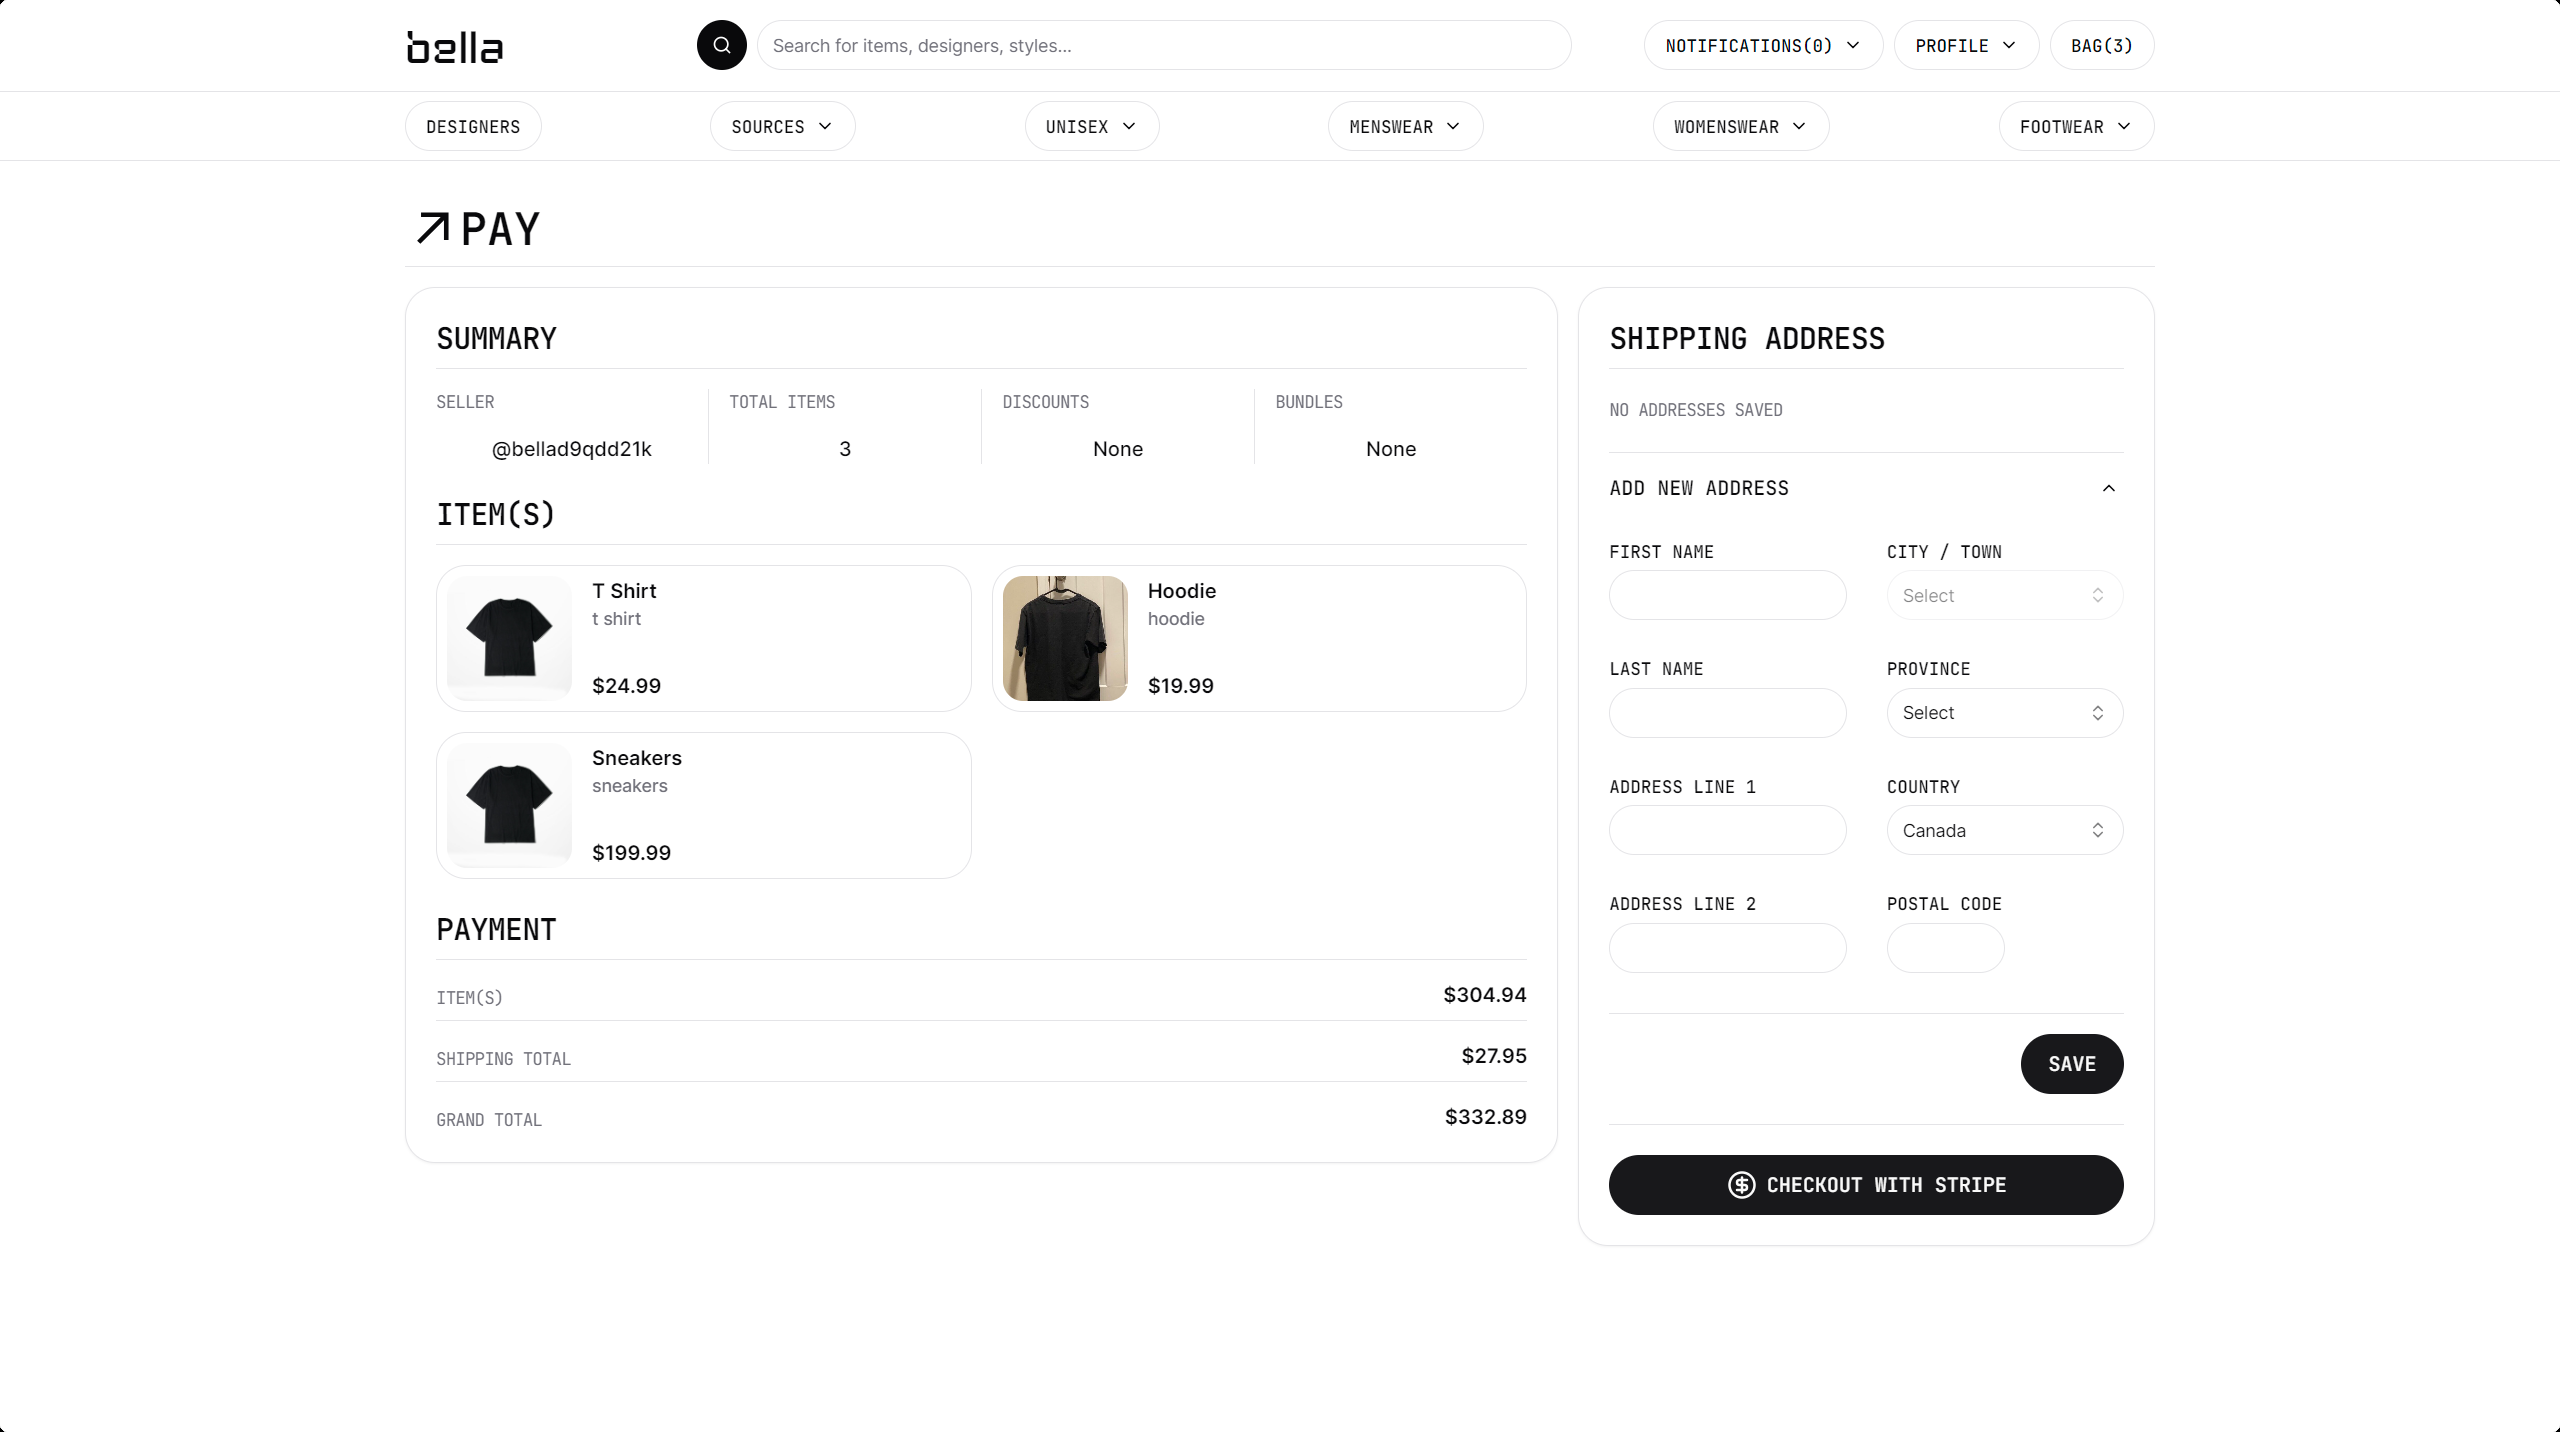 bella
Search for items, designers, styles...
NOTIFICATIONS(0)
PROFILE
BAG(3)
DESIGNERS
SOURCES
UNISEX
MENSWEAR
WOMENSWEAR
FOOTWEAR
PAY
SUMMARY
SELLER
@bellad9qdd21k
TOTAL ITEMS
3
DISCOUNTS
None
BUNDLES
None
ITEM(S)
T Shirt
t shirt
$24.99
Hoodie
hoodie
$19.99
Sneakers
sneakers
$199.99
PAYMENT
ITEM(S) $304.94
SHIPPING TOTAL $27.95
GRAND TOTAL $332.89
SHIPPING ADDRESS
NO ADDRESSES SAVED
ADD NEW ADDRESS
FIRST NAME
CITY / TOWN
Select
LAST NAME
PROVINCE
Select
ADDRESS LINE 1
COUNTRY
Canada
ADDRESS LINE 2
POSTAL CODE
SAVE
CHECKOUT WITH STRIPE